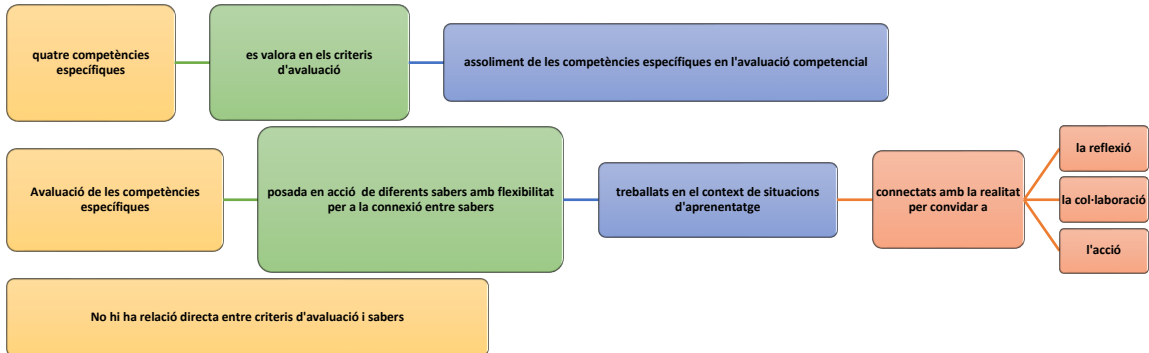 quatre competències
específiques
es valora en els criteris
d'avaluació
assoliment de les competències específiques en l'avaluació competencial
Avaluació de les competències
específiques
posada en acció de diferents sabers amb flexibilitat
per a la connexió entre sabers
treballats en el context de situacions
d'aprenentatge
connectats amb la realitat
per convidar a
la reflexió
la col·laboració
l'acció
No hi ha relació directa entre criteris d'avaluació i sabers